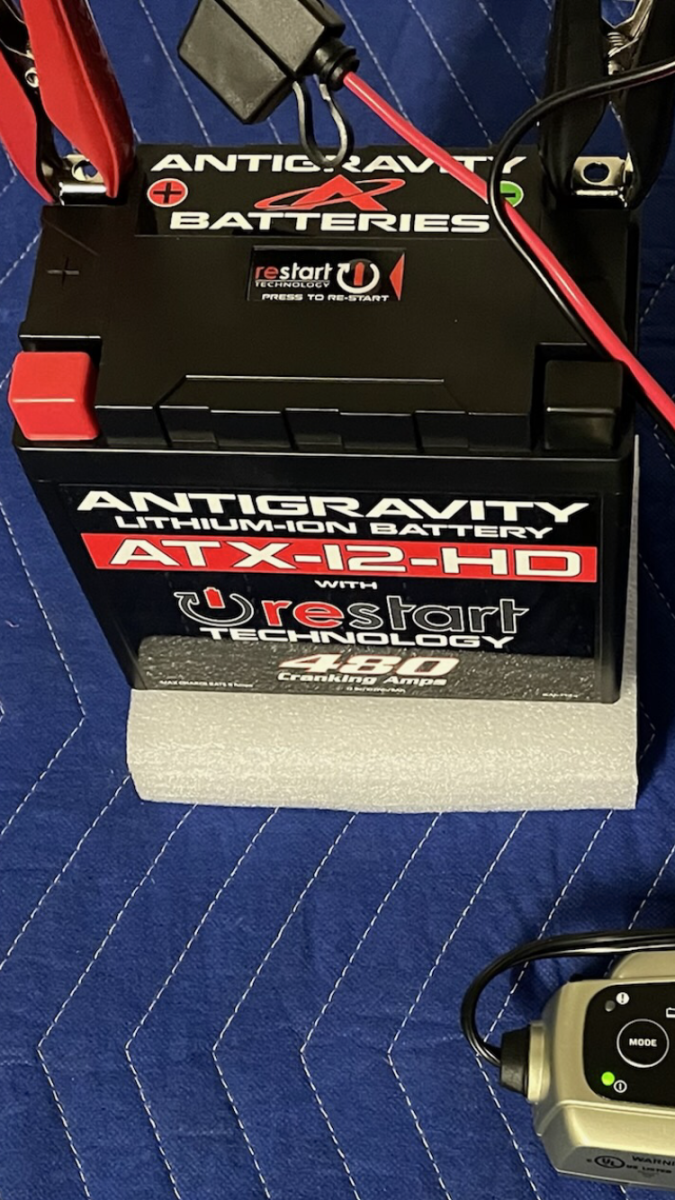 ANTIGRAVITY
+ −
BATTERIES
restart
TECHNOLOGY
PRESS TO RE-START
+
ANTIGRAVITY
LITHIUM-ION BATTERY
ATX-12-HD
WITH
restart
TECHNOLOGY
480
Cranking Amps
MODE
UL